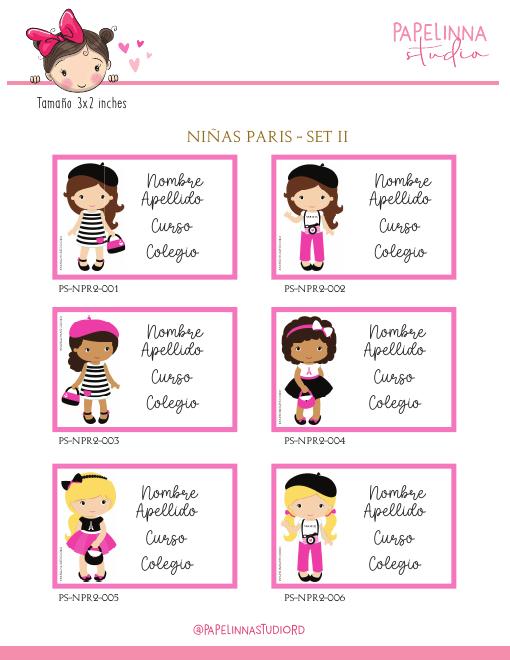 PAPELINNA
studio
Tamaño 3x2 inches
NIÑAS PARIS - SET II
Nombre
Apellido
Curso
Colegio
PS-NPR2-001
Nombre
Apellido
Curso
Colegio
PS-NPR2-002
Nombre
Apellido
Curso
Colegio
PS-NPR2-003
Nombre
Apellido
Curso
Colegio
PS-NPR2-004
Nombre
Apellido
Curso
Colegio
PS-NPR2-005
Nombre
Apellido
Curso
Colegio
PS-NPR2-006
@PAPELINNASTUDIORD